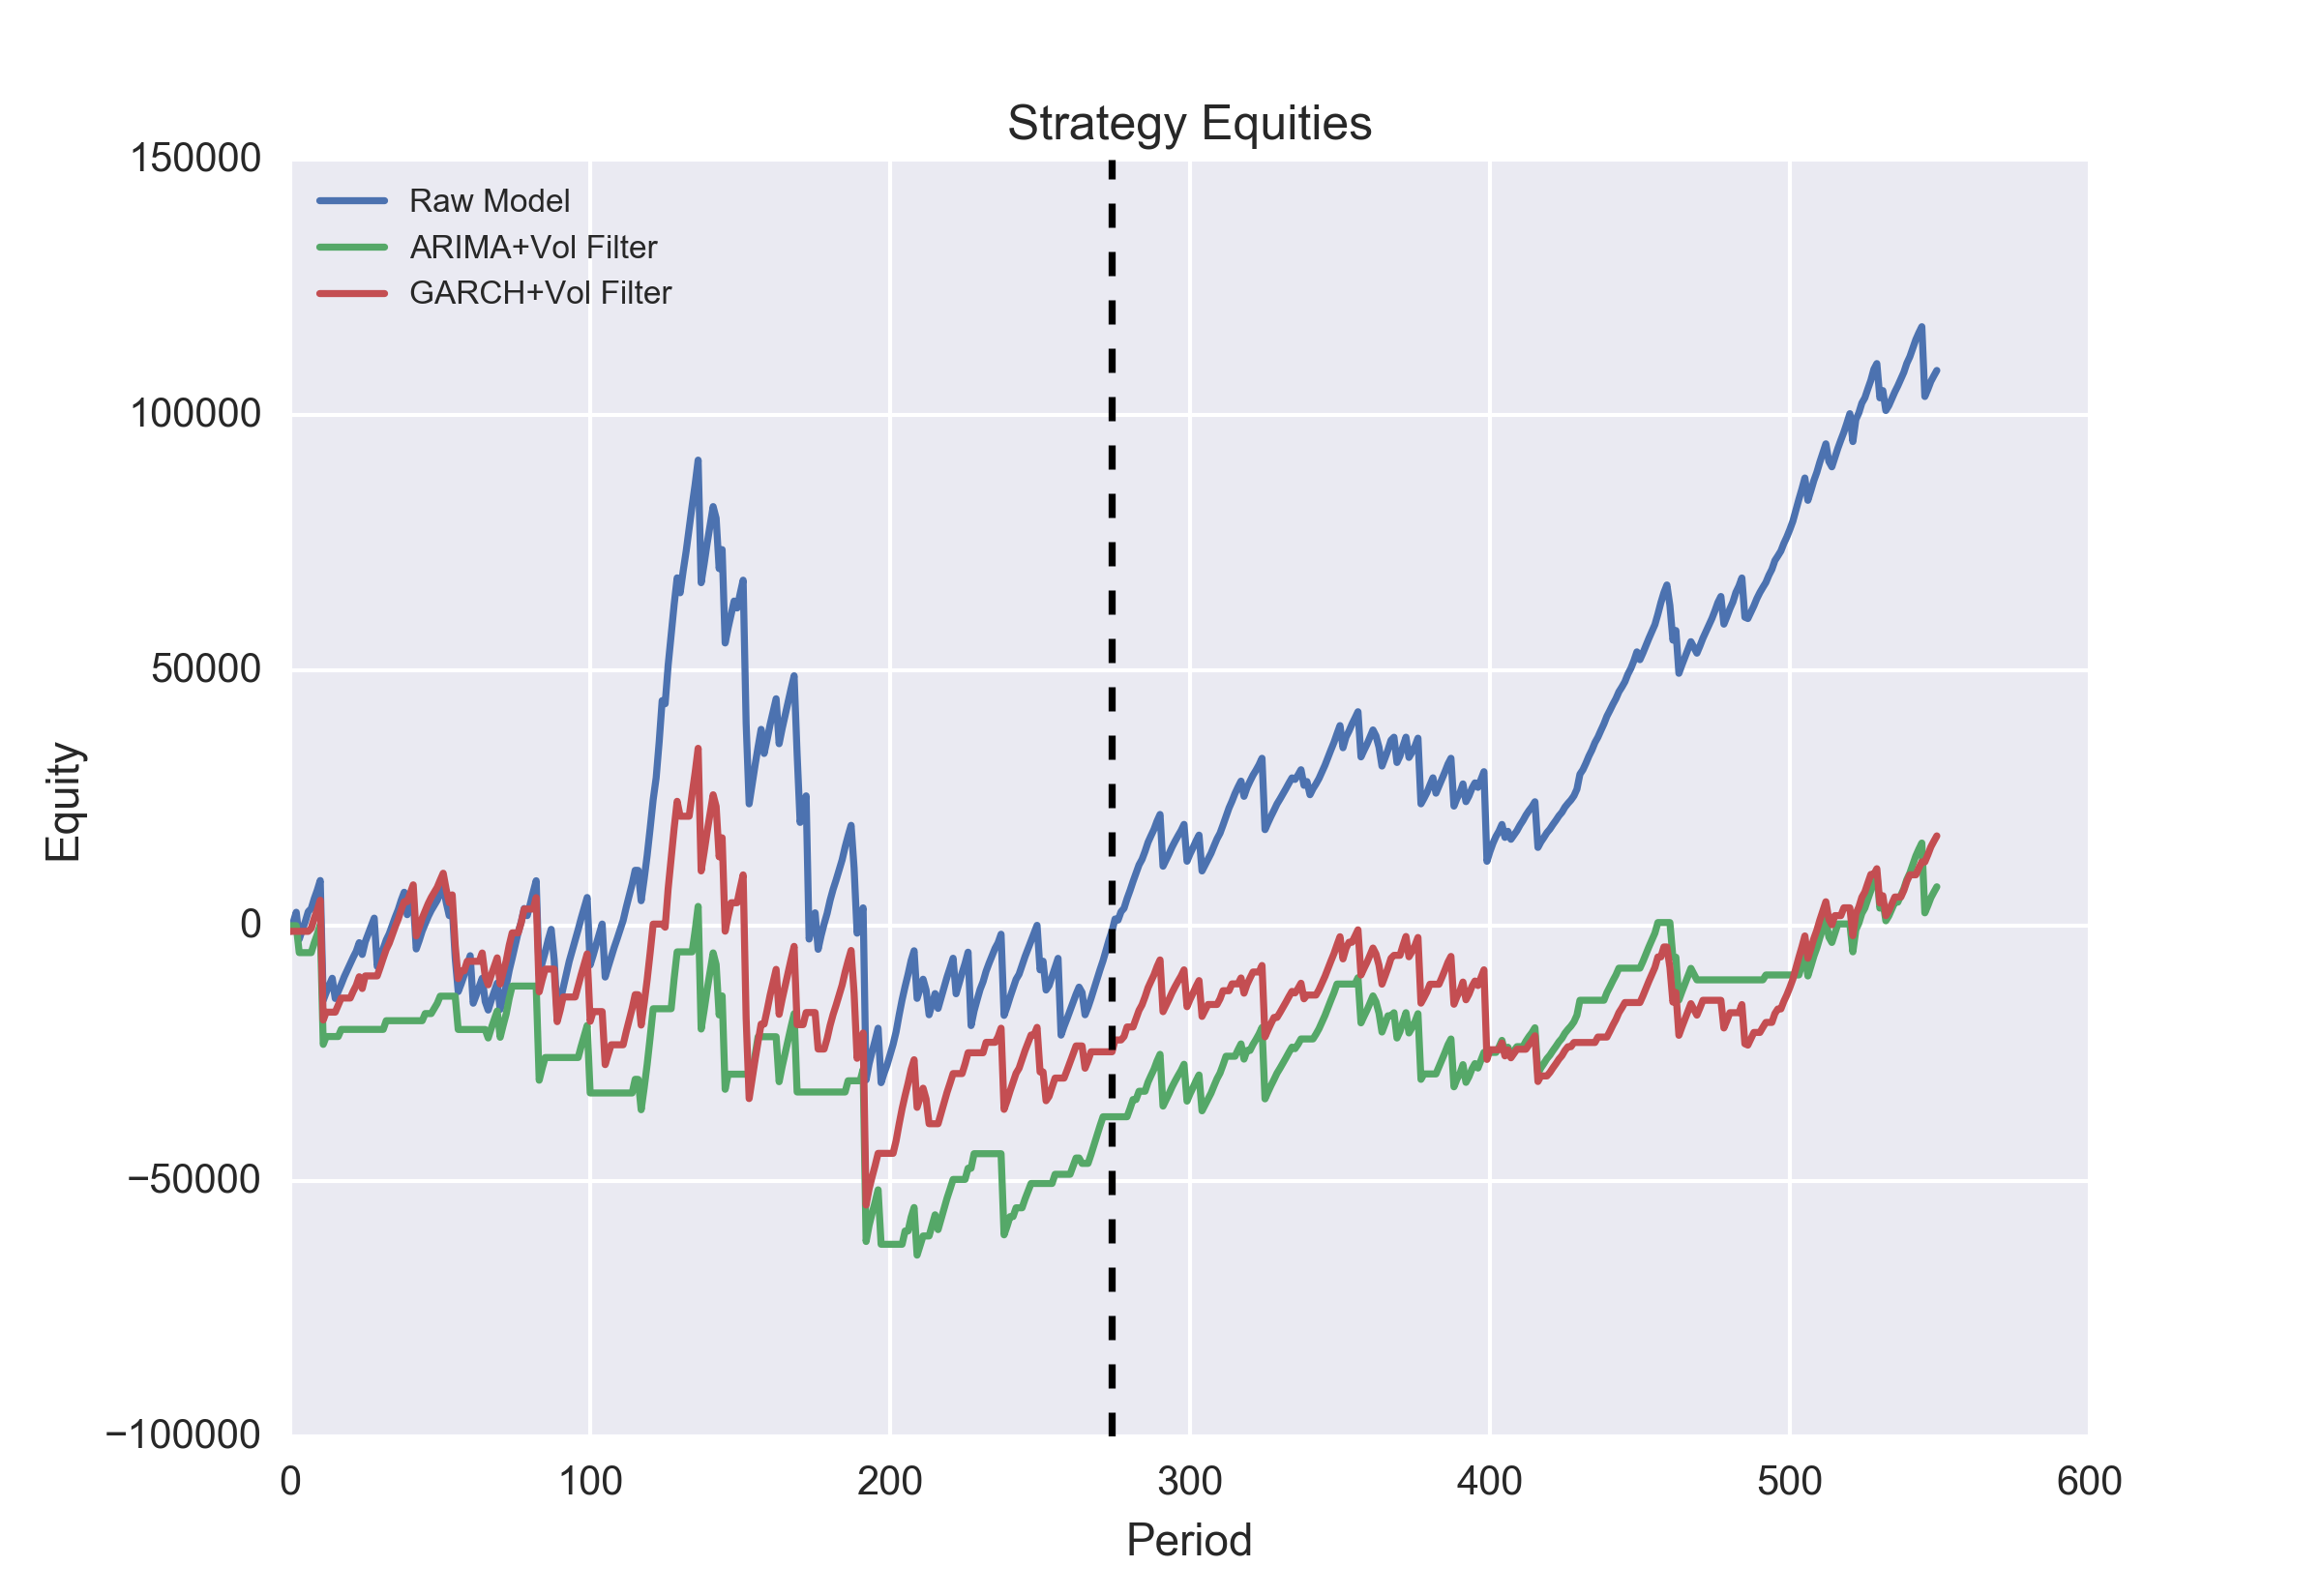 Strategy Equities
150000
100000
50000
0
−50000
−100000
Equity
Raw Model
ARIMA+Vol Filter
GARCH+Vol Filter
0 100 200 300 400 500 600
Period